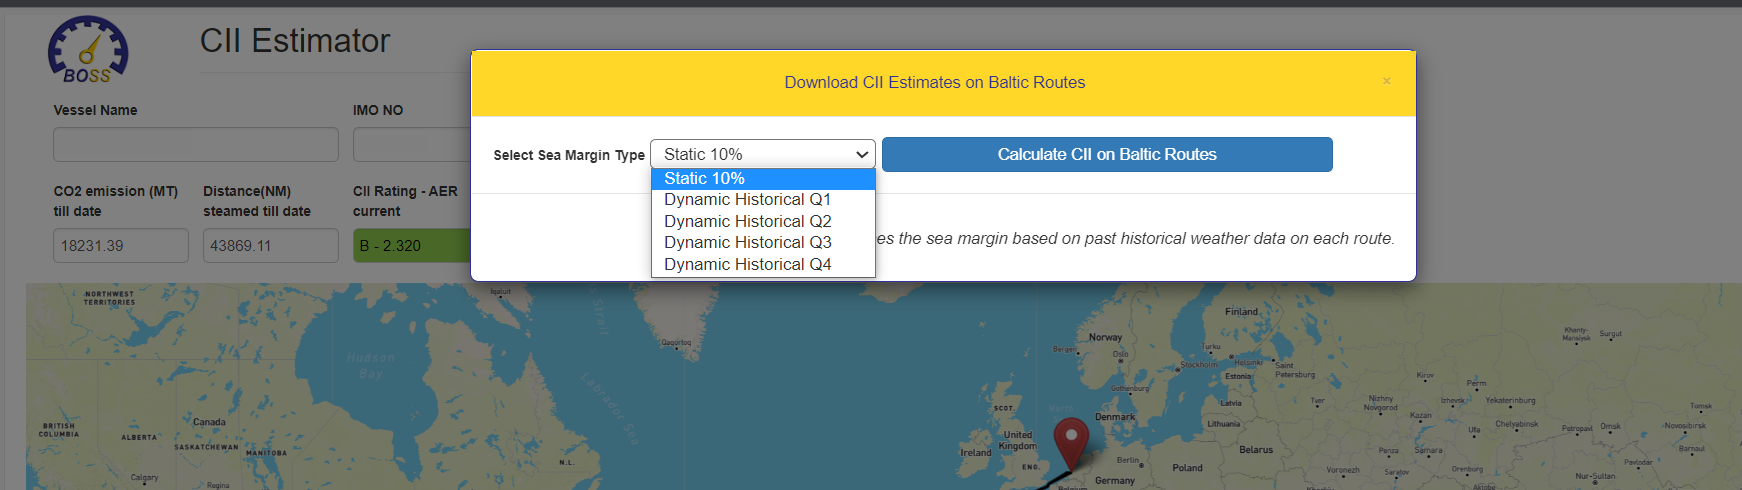 BOSS
CII Estimator
Download CII Estimates on Baltic Routes
×
Vessel Name
IMO NO
Select Sea Margin Type
Static 10%
Calculate CII on Baltic Routes
Static 10%
Dynamic Historical Q1
Dynamic Historical Q2
Dynamic Historical Q3
Dynamic Historical Q4
es the sea margin based on past historical weather data on each route.
CO2 emission (MT)
till date
Distance(NM)
steamed till date
CII Rating - AER
current
18231.39
43869.11
B - 2.320
NORTHWEST
TERRITORIES
Iqaluit
a Strait
Finland
Khanty-
Mansiysk
Surgut
Norway
Bergen
Oslo
Turku
Helsinki
Stockholm
Saint
Petersburg
Estonia
Qaqortoq
Hudson
Bay
Labrador Sea
Gothenburg
Latvia
Tver
Kirov
Perm
Nizhny
Novgorod
Izhevsk
Yekaterinburg
Tomsk
SCOT.
Denmark
Lithuania
Kazan
Ufa
Chelyabinsk
Petropavl
Omsk
Novosibirsk
BRITISH
COLUMBIA
ALBERTA
Canada
SASKATCHEWAN
MANITOBA
United
Kingdom
Ireland
ENG.
Berlin
Poland
Belarus
Penza
Samara
Barnaul
N.L.
Calgary
Regina
Belgium
Germany
Voronezh
Saratov
Orenburg
Nur-Sultan
Pavlodar